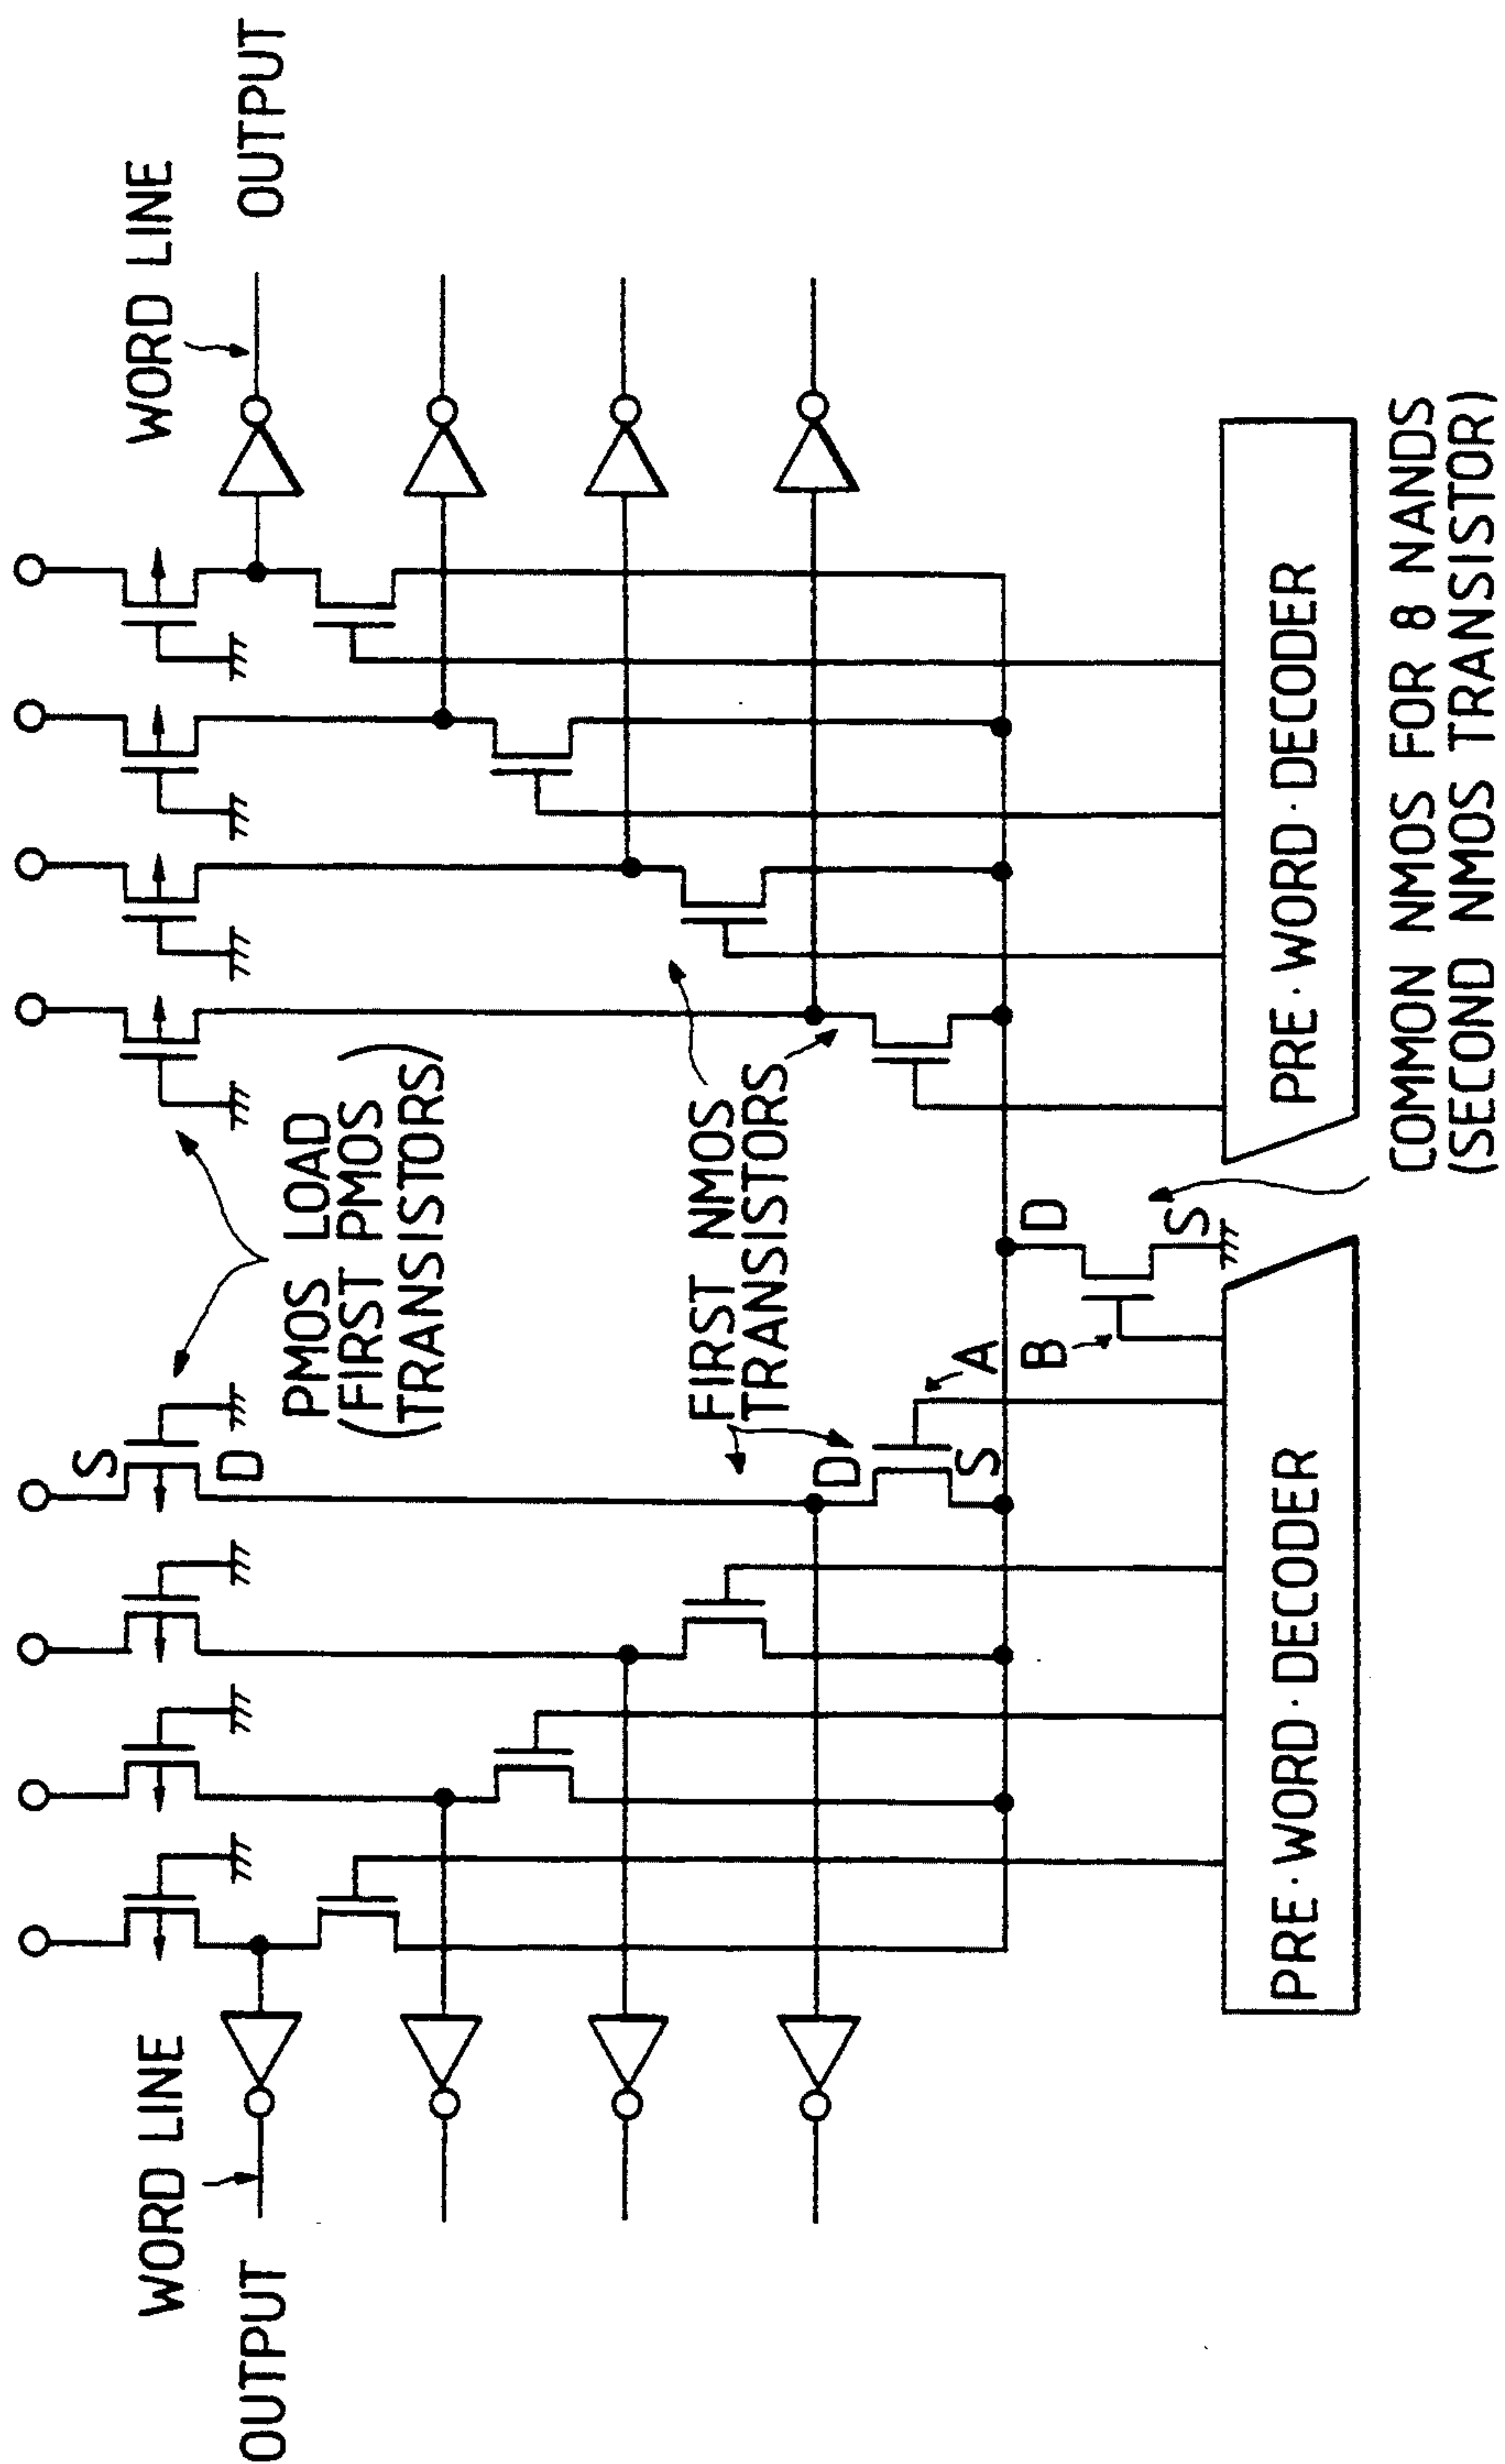 WORD LINE
OUTPUT
WORD LINE
OUTPUT
S
D
PMOS LOAD
(FIRST PMOS
TRANSISTORS)
FIRST NMOS
TRANSISTORS
D
S
A
B
D
S
PRE·WORD·DECODER
PRE·WORD·DECODER
COMMON NMOS FOR 8 NANDS
(SECOND NMOS TRANSISTOR)